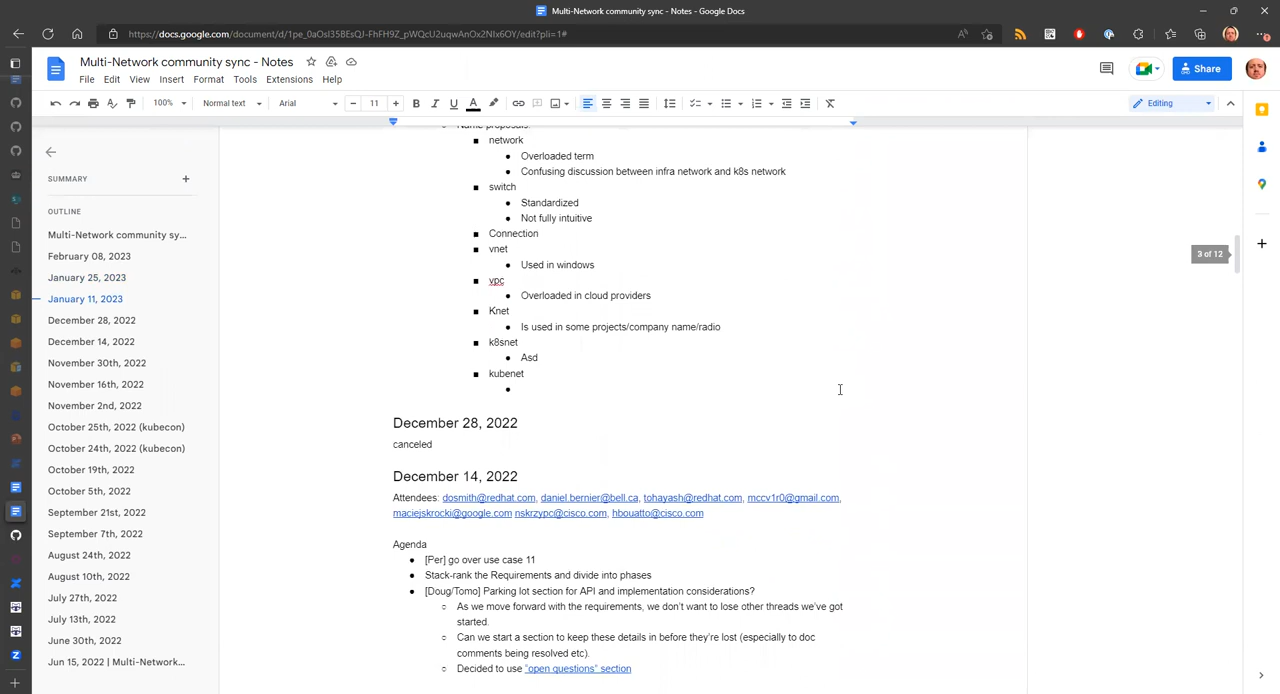 Multi-Network community sync - Notes - Google Docs
https://docs.google.com/document/d/1pe_0aOsI35BEsQJ-FhFH9Z_pWQcU2uqwAnOx2NIx6OY/edit?pli=1#
Multi-Network community sync - Notes
File Edit View Insert Format Tools Extensions Help
Share
100% Normal text Arial 11 Editing
SUMMARY
OUTLINE
Multi-Network community sy...
February 08, 2023
January 25, 2023
January 11, 2023
December 28, 2022
December 14, 2022
November 30th, 2022
November 16th, 2022
November 2nd, 2022
October 25th, 2022 (kubecon)
October 24th, 2022 (kubecon)
October 19th, 2022
October 5th, 2022
September 21st, 2022
September 7th, 2022
August 24th, 2022
August 10th, 2022
July 27th, 2022
July 13th, 2022
June 30th, 2022
Jun 15, 2022 | Multi-Network...
Name proposals:
network
Overloaded term
Confusing discussion between infra network and k8s network
switch
Standardized
Not fully intuitive
Connection
vnet
Used in windows
vpc
Overloaded in cloud providers
Knet
Is used in some projects/company name/radio
k8snet
Asd
kubenet
3 of 12
December 28, 2022
canceled
December 14, 2022
Attendees: dosmith@redhat.com, daniel.bernier@bell.ca, tohayash@redhat.com, mccv1r0@gmail.com,
maciejskrocki@google.com nskrzypc@cisco.com, hbouatto@cisco.com
Agenda
[Per] go over use case 11
Stack-rank the Requirements and divide into phases
[Doug/Tomo] Parking lot section for API and implementation considerations?
As we move forward with the requirements, we don't want to lose other threads we've got
started.
Can we start a section to keep these details in before they're lost (especially to doc
comments being resolved etc).
Decided to use "open questions" section